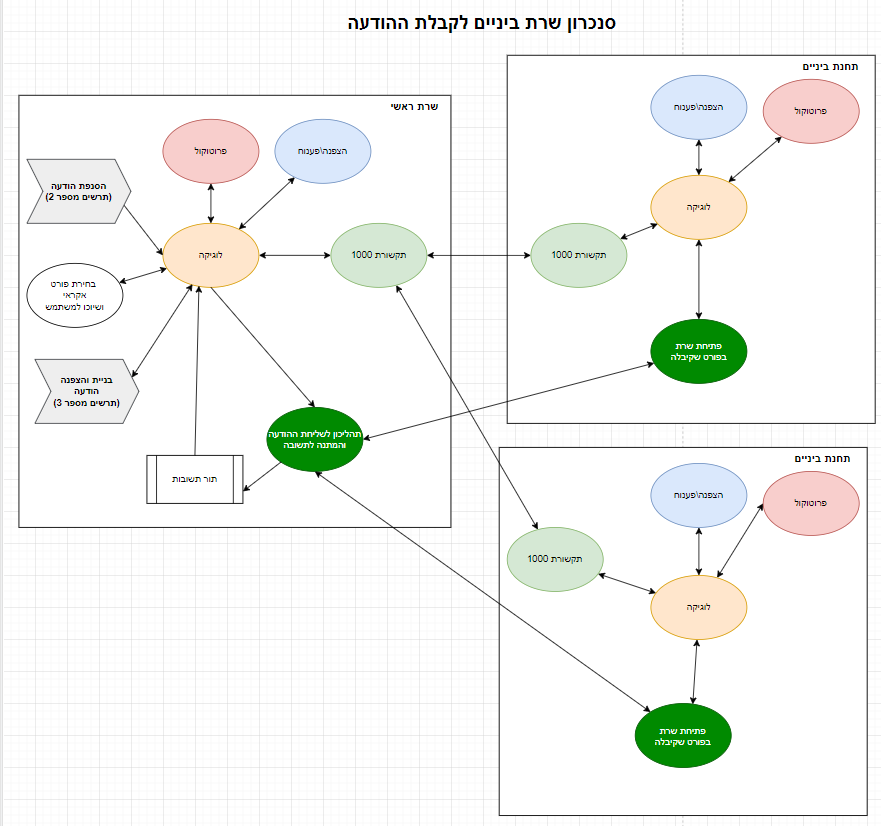 סנכרון שרת ביניים לקבלת ההודעה
תחנת ביניים
הצפנה\פענוח
פרוטוקול
לוגיקה
תקשורת 1000
פתיחת שרת
בפורט שקיבלה
שרת ראשי
פרוטוקול
הצפנה\פענוח
הסנפת הודעה
(תרשים מספר 2)
לוגיקה
תקשורת 1000
בחירת פורט
אקראי
ושיוכו למשתמש
בניית והצפנה
הודעה
(תרשים מספר 3)
תהליכון לשליחת ההודעה
והמתנה לתשובה
תור תשובות
תחנת ביניים
הצפנה\פענוח
פרוטוקול
תקשורת 1000
לוגיקה
פתיחת שרת
בפורט שקיבלה